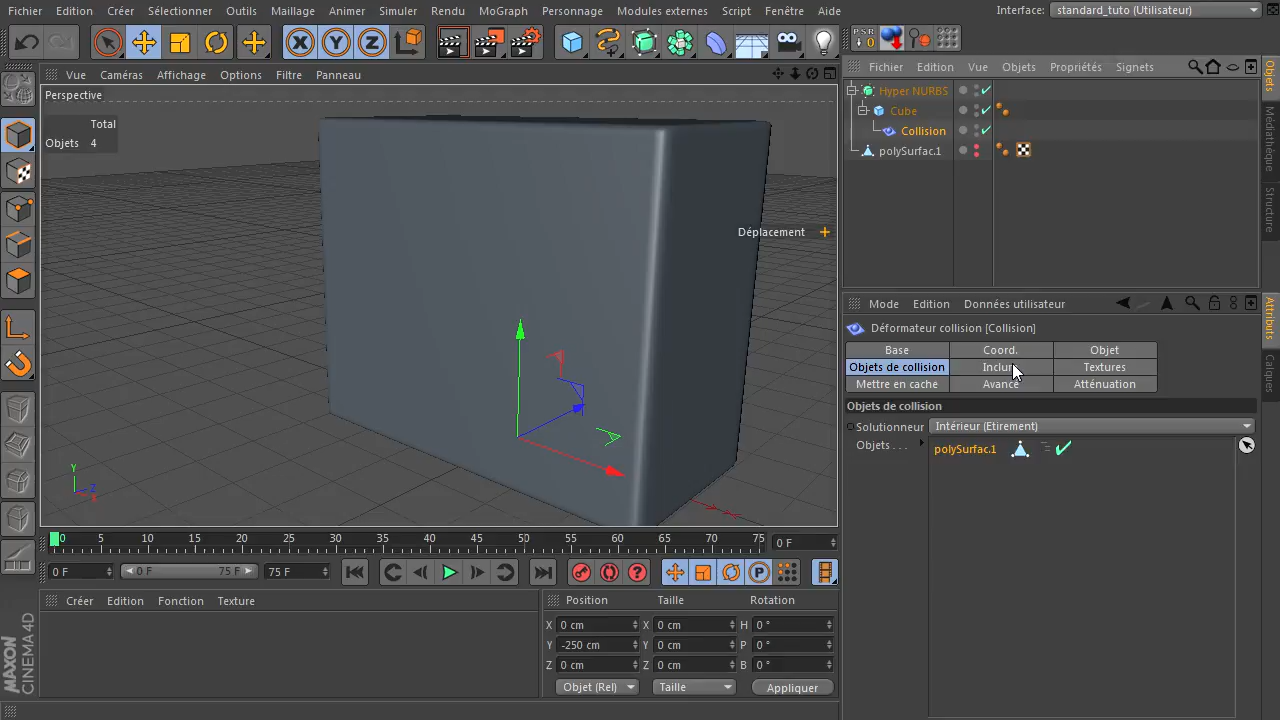 Fichier Edition Créer Sélectionner Outils Maillage Animer Simuler Rendu MoGraph Personnage Modules externes Script Fenêtre Aide Interface: standard_tuto (Utilisateur)
X Y Z PSR 0
Vue Caméras Affichage Options Filtre Panneau
Fichier Edition Vue Objets Propriétés Signets
Perspective
Hyper NURBS
Cube
Collision
polySurfac.1
Total
Objets 4
Déplacement
Objets
Médiathèque
Structure
Mode Edition Données utilisateur
Attributs
Calques
Déformateur collision [Collision]
Base Coord. Objet
Objets de collision Textures
Mettre en cache Avancé Atténuation
Objets de collision
Solutionneur Intérieur (Etirement)
Objets . . . polySurfac.1
Y
Z
X
0 5 10 15 20 25 30 35 40 45 50 55 60 65 70 75 0 F
0 F 0 F 75 F 75 F
P
Créer Edition Fonction Texture
Position Taille Rotation
X 0 cm X 0 cm H 0 °
Y -250 cm Y 0 cm P 0 °
Z 0 cm Z 0 cm B 0 °
Objet (Rel) Taille Appliquer
MAXON
CINEMA 4D